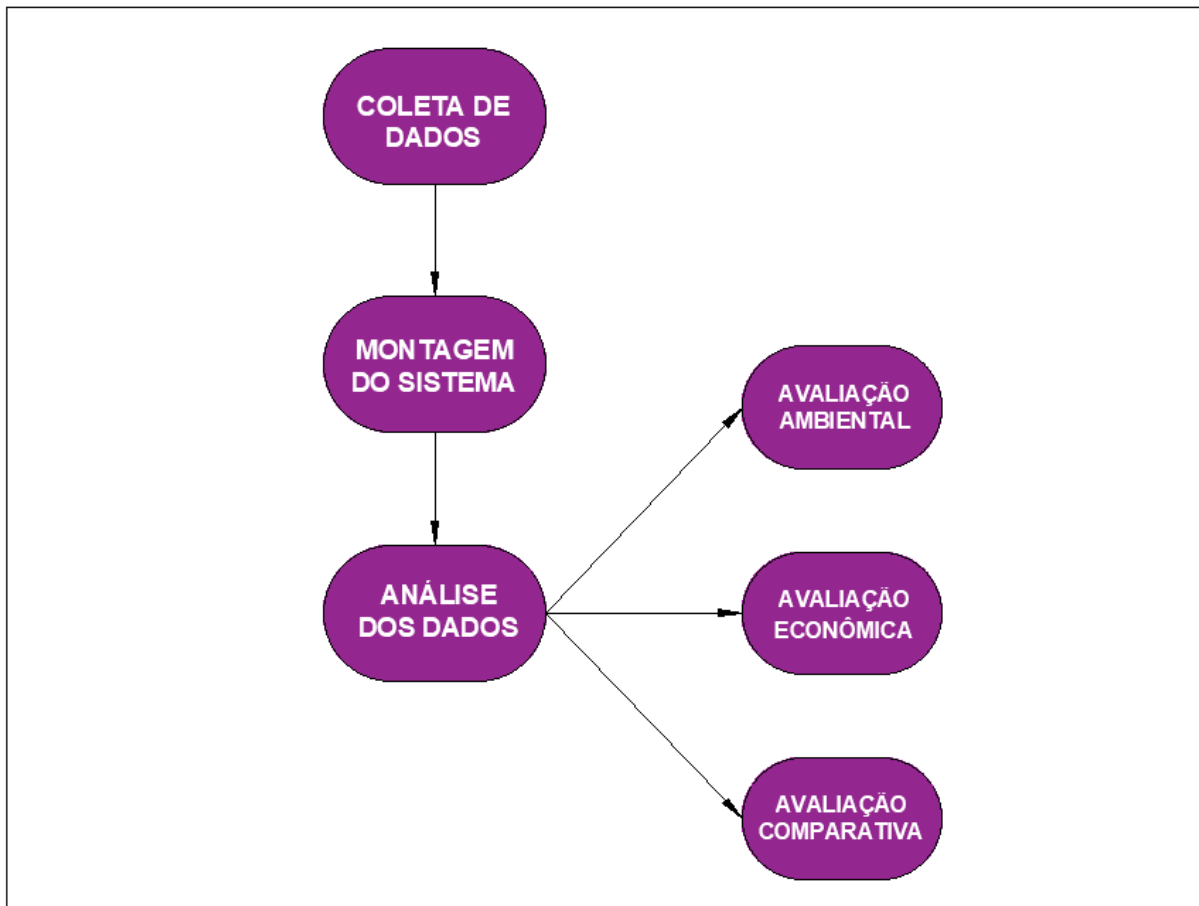 COLETA DE
DADOS
MONTAGEM
DO SISTEMA
ANÁLISE
DOS DADOS
AVALIAÇÃO
AMBIENTAL
AVALIAÇÃO
ECONÔMICA
AVALIAÇÃO
COMPARATIVA